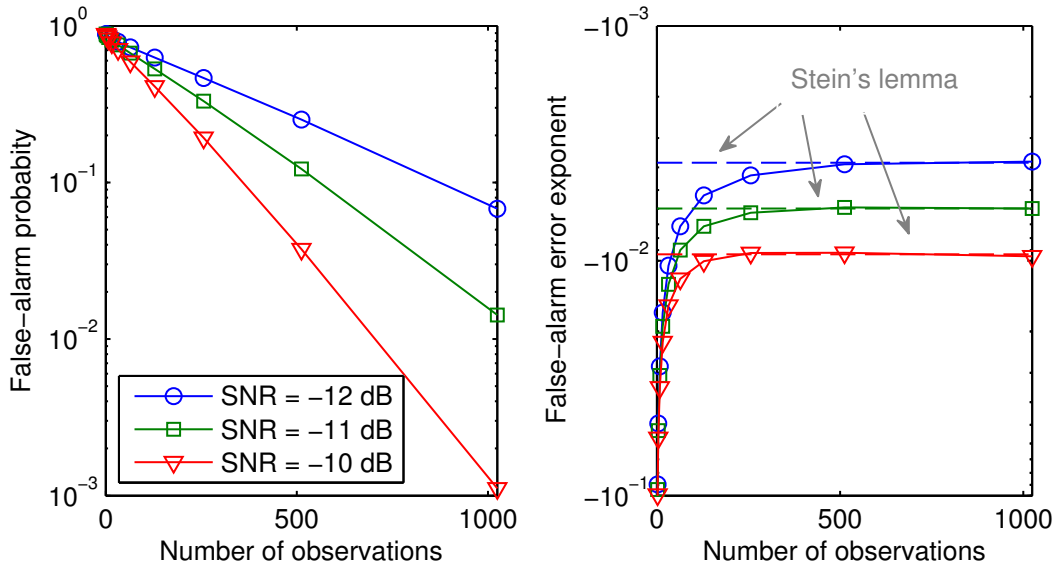 10^0
10^−1
10^−2
10^−3
0
500
1000
False−alarm probabity
Number of observations
SNR = −12 dB
SNR = −11 dB
SNR = −10 dB
−10^−3
−10^−2
−10^−1
0
500
1000
False−alarm error exponent
Number of observations
Stein's lemma